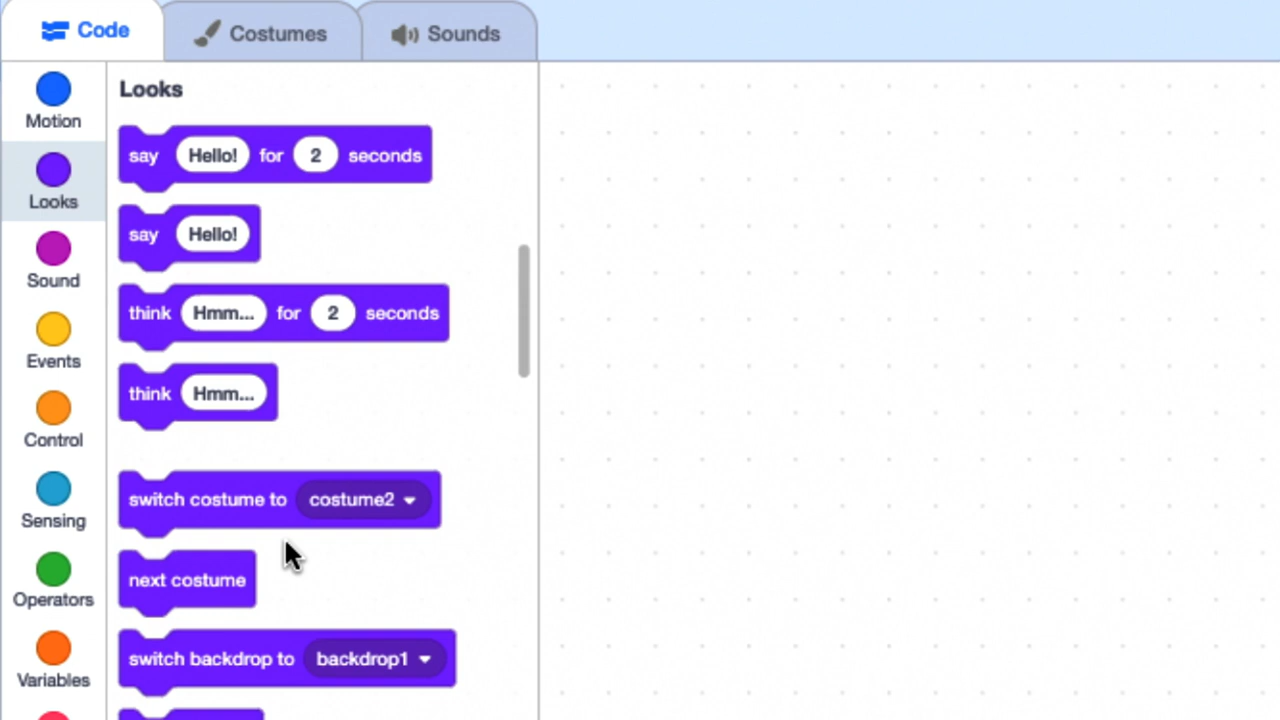 Code
Costumes
Sounds
Motion
Looks
Sound
Events
Control
Sensing
Operators
Variables
Looks
say Hello! for 2 seconds
say Hello!
think Hmm... for 2 seconds
think Hmm...
switch costume to costume2
next costume
switch backdrop to backdrop1